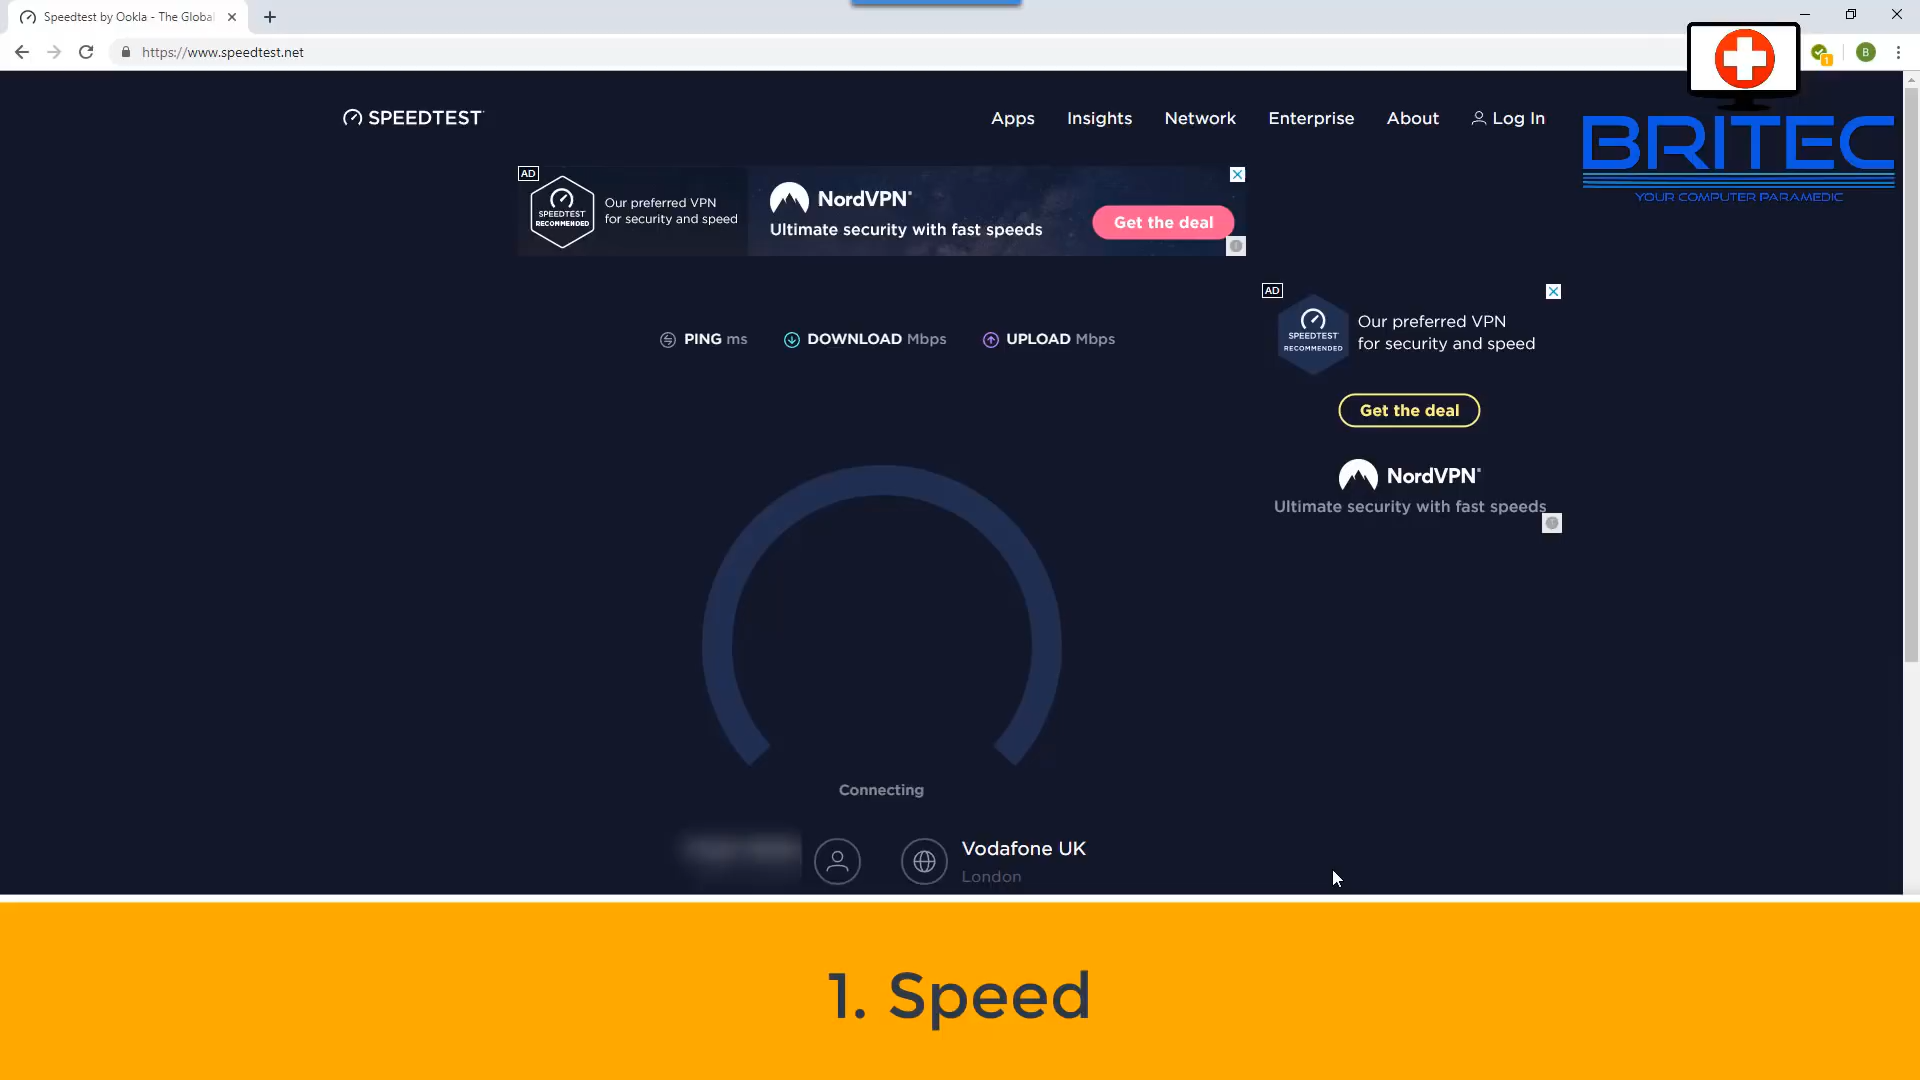 Speedtest by Ookla - The Global
https://www.speedtest.net
1
B
SPEEDTEST
Apps
Insights
Network
Enterprise
About
Log In
BRITEC
YOUR COMPUTER PARAMEDIC
AD
SPEEDTEST
RECOMMENDED
Our preferred VPN
for security and speed
NordVPN®
Ultimate security with fast speeds
Get the deal
AD
SPEEDTEST
RECOMMENDED
Our preferred VPN
for security and speed
Get the deal
NordVPN®
Ultimate security with fast speeds
PING ms
DOWNLOAD Mbps
UPLOAD Mbps
Connecting
Vodafone UK
London
1. Speed